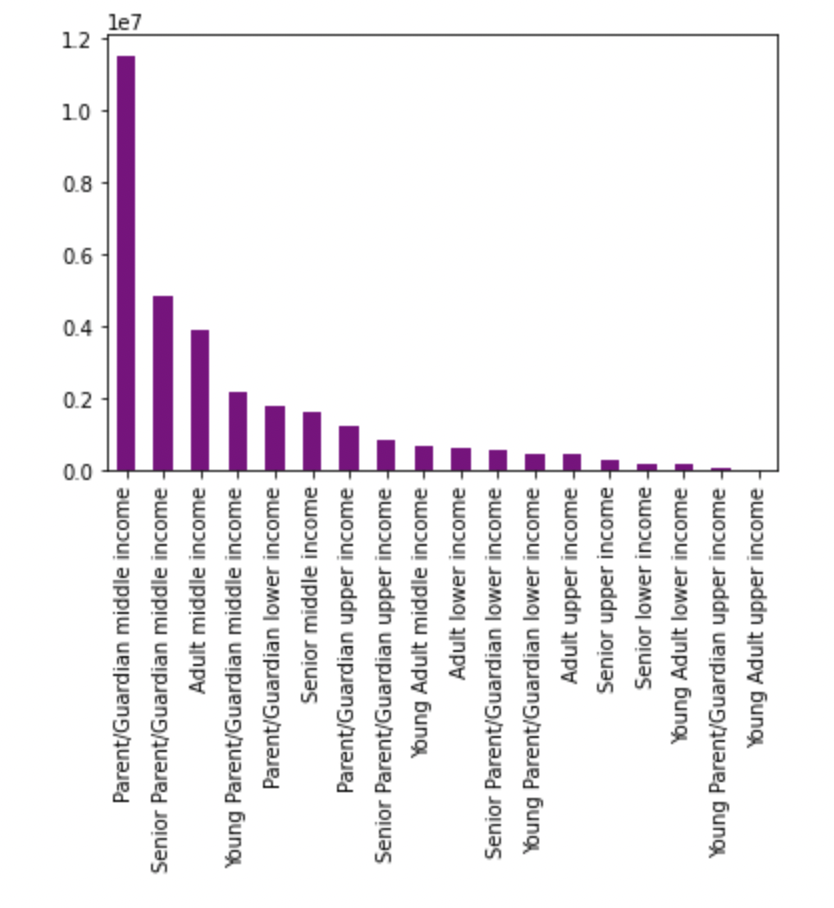 1e7
1.2
1.0
0.8
0.6
0.4
0.2
0.0
Parent/Guardian middle income
Senior Parent/Guardian middle income
Adult middle income
Young Parent/Guardian middle income
Parent/Guardian lower income
Senior middle income
Parent/Guardian upper income
Senior Parent/Guardian upper income
Young Adult middle income
Adult lower income
Senior Parent/Guardian lower income
Young Parent/Guardian lower income
Adult upper income
Senior upper income
Senior lower income
Young Adult lower income
Young Parent/Guardian upper income
Young Adult upper income